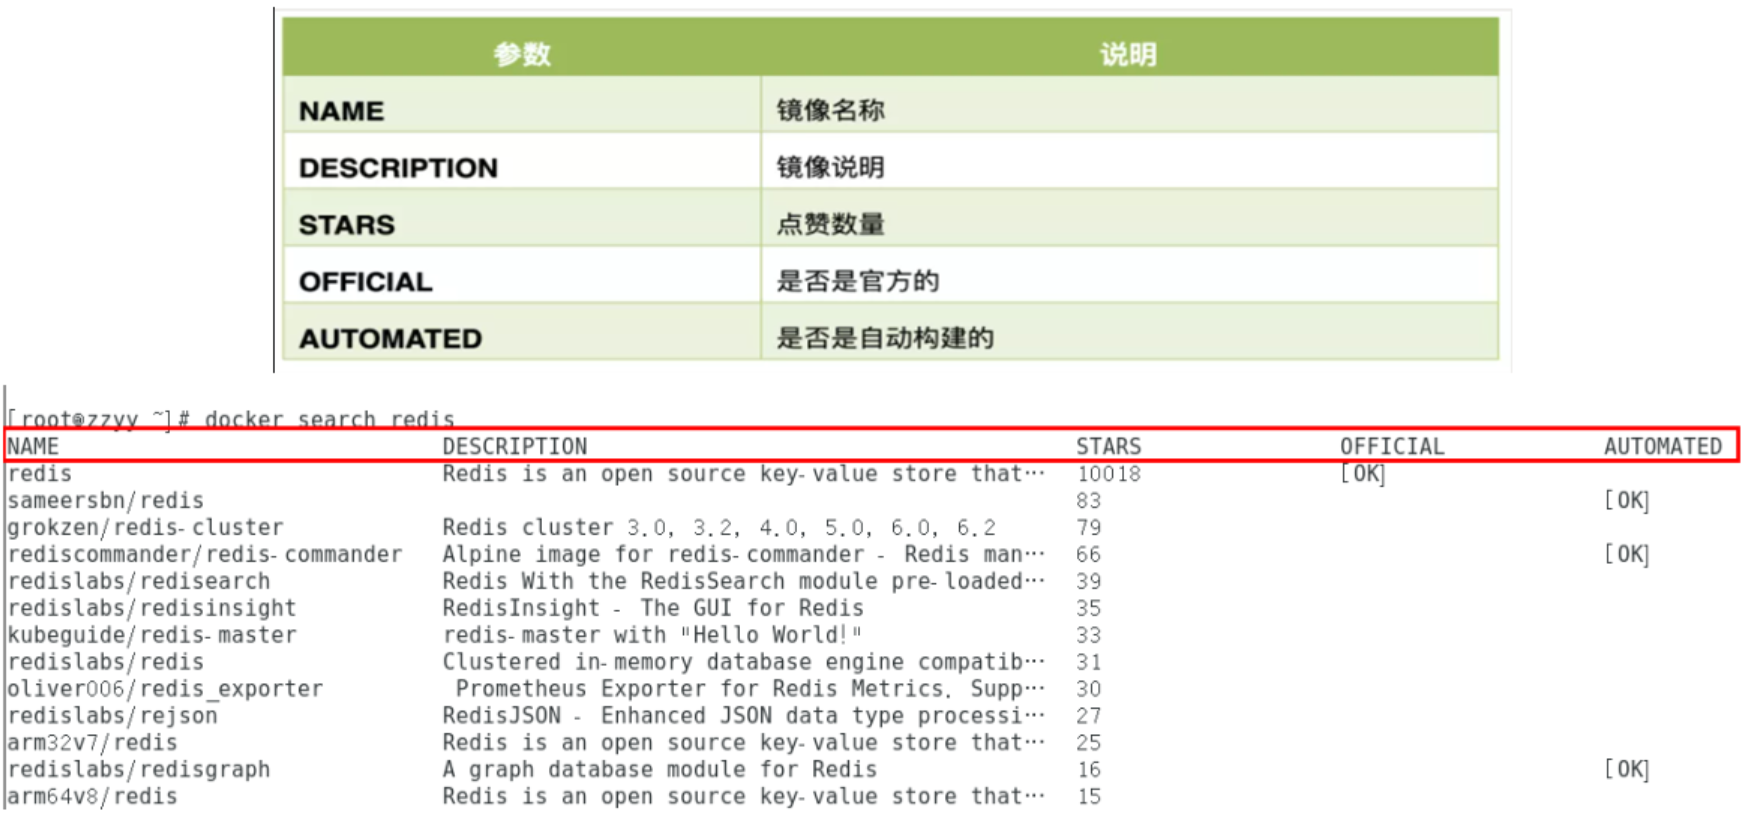 参数 说明
NAME 镜像名称
DESCRIPTION 镜像说明
STARS 点赞数量
OFFICIAL 是否是官方的
AUTOMATED 是否是自动构建的
[root@zzyy ~]# docker search redis
NAME DESCRIPTION STARS OFFICIAL AUTOMATED
redis Redis is an open source key-value store that… 10018 [OK]
sameersbn/redis 83 [OK]
grokzen/redis-cluster Redis cluster 3.0, 3.2, 4.0, 5.0, 6.0, 6.2 79
rediscommander/redis-commander Alpine image for redis-commander - Redis man… 66 [OK]
redislabs/redisearch Redis With the RedisSearch module pre-loaded… 39
redislabs/redisinsight RedisInsight - The GUI for Redis 35
kubeguide/redis-master redis-master with "Hello World!" 33
redislabs/redis Clustered in-memory database engine compatib… 31
oliver006/redis_exporter Prometheus Exporter for Redis Metrics. Supp… 30
redislabs/rejson RedisJSON - Enhanced JSON data type processi… 27
arm32v7/redis Redis is an open source key-value store that… 25
redislabs/redisgraph A graph database module for Redis 16 [OK]
arm64v8/redis Redis is an open source key-value store that… 15